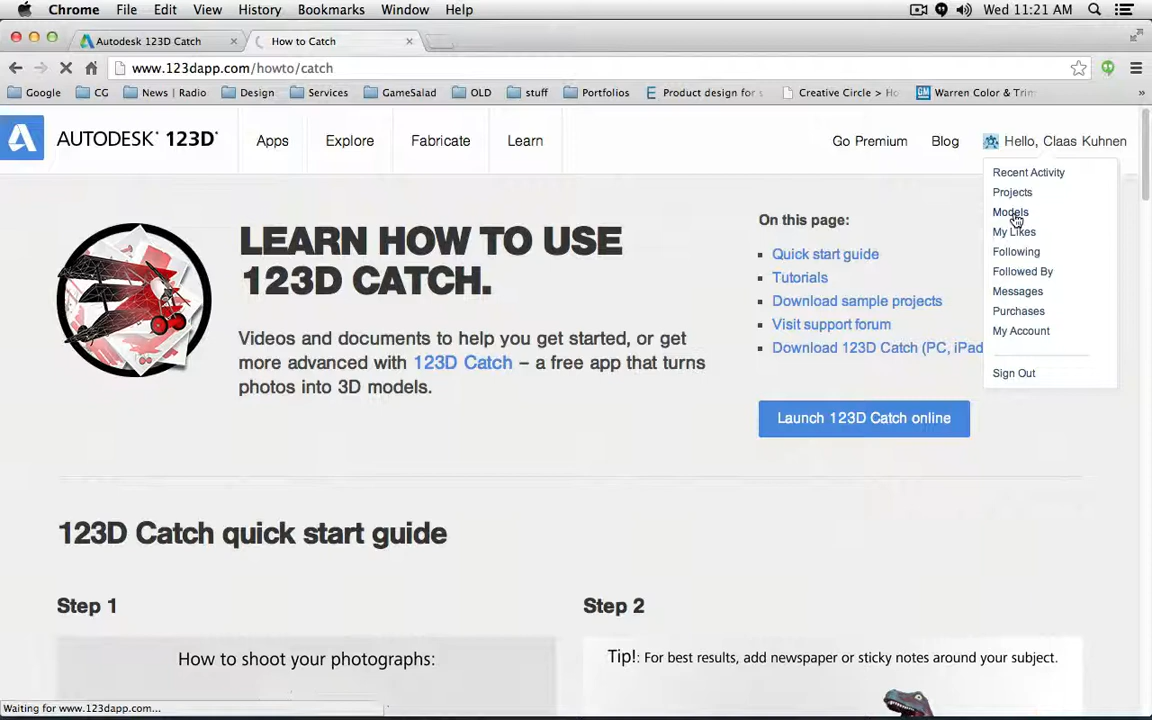 Chrome File Edit View History Bookmarks Window Help Wed 11:21 AM
Autodesk 123D Catch How to Catch
www.123dapp.com/howto/catch
Google CG News | Radio Design Services GameSalad OLD stuff Portfolios Product design for s Creative Circle > Ho Warren Color & Trim
AUTODESK® 123D® Apps Explore Fabricate Learn Go Premium Blog Hello, Claas Kuhnen
Recent Activity
Projects
Models
My Likes
Following
Followed By
Messages
Purchases
My Account
Sign Out
LEARN HOW TO USE
123D CATCH.
Videos and documents to help you get started, or get
more advanced with 123D Catch – a free app that turns
photos into 3D models.
On this page:
Quick start guide
Tutorials
Download sample projects
Visit support forum
Download 123D Catch (PC, iPad
Launch 123D Catch online
123D Catch quick start guide
Step 1
How to shoot your photographs:
Step 2
Tip!: For best results, add newspaper or sticky notes around your subject.
Waiting for www.123dapp.com...